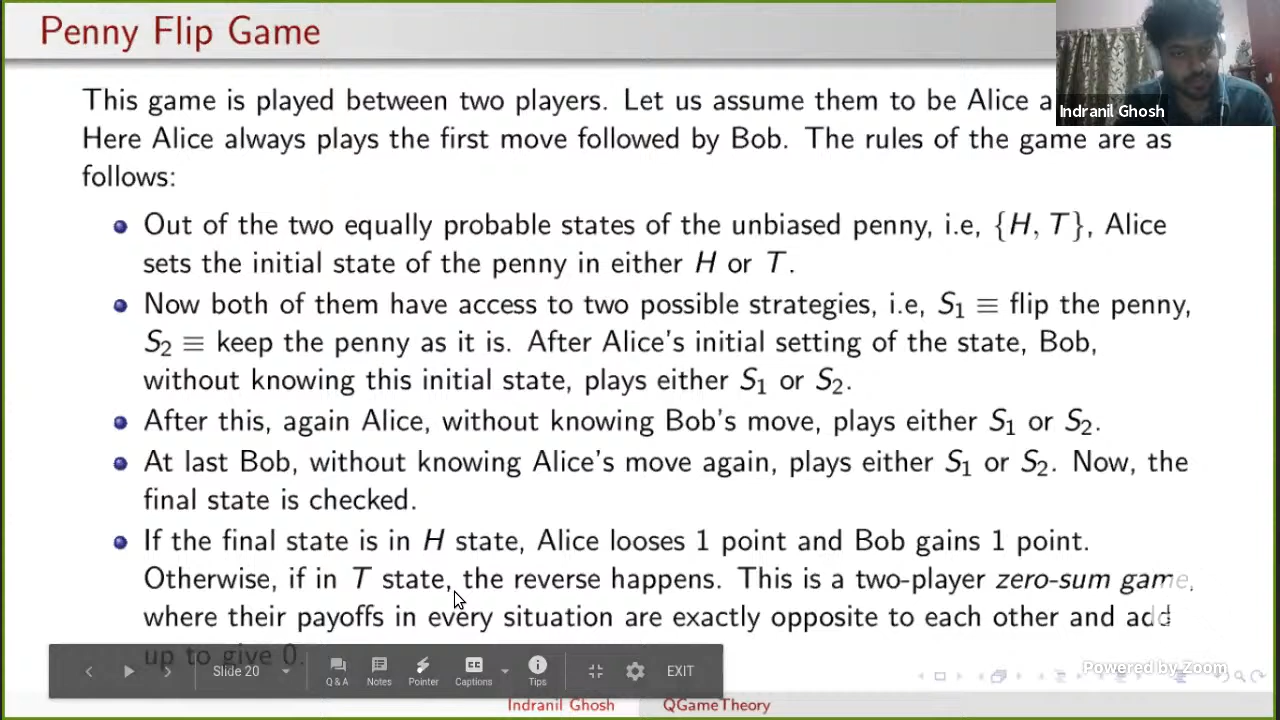 Penny Flip Game
This game is played between two players. Let us assume them to be Alice a
Here Alice always plays the first move followed by Bob. The rules of the game are as
follows:
Out of the two equally probable states of the unbiased penny, i.e, {H, T}, Alice
sets the initial state of the penny in either H or T.
Now both of them have access to two possible strategies, i.e, S₁ ≡ flip the penny,
S₂ ≡ keep the penny as it is. After Alice's initial setting of the state, Bob,
without knowing this initial state, plays either S₁ or S₂.
After this, again Alice, without knowing Bob's move, plays either S₁ or S₂.
At last Bob, without knowing Alice's move again, plays either S₁ or S₂. Now, the
final state is checked.
If the final state is in H state, Alice looses 1 point and Bob gains 1 point.
Otherwise, if in T state, the reverse happens. This is a two-player zero-sum game,
where their payoffs in every situation are exactly opposite to each other and add
up to give 0.
Indranil Ghosh
Slide 20
Q & A
Notes
Pointer
Captions
Tips
EXIT
Powered by Zoom
Indranil Ghosh
QGameTheory